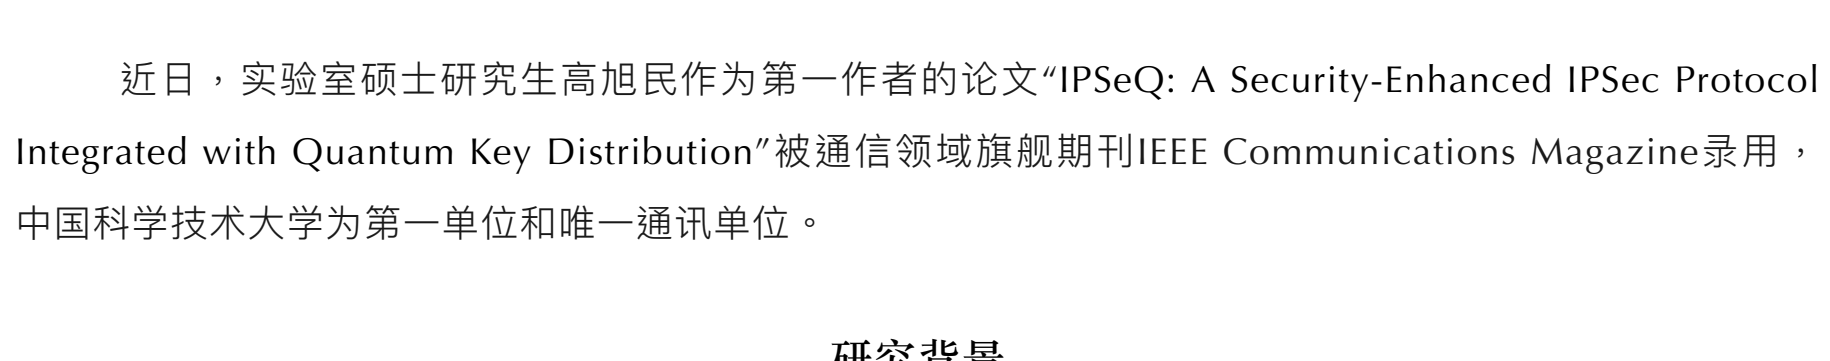 近日，实验室硕士研究生高旭民作为第一作者的论文“IPSeQ: A Security-Enhanced IPSec Protocol
Integrated with Quantum Key Distribution”被通信领域旗舰期刊IEEE Communications Magazine录用，
中国科学技术大学为第一单位和唯一通讯单位。
研究背景